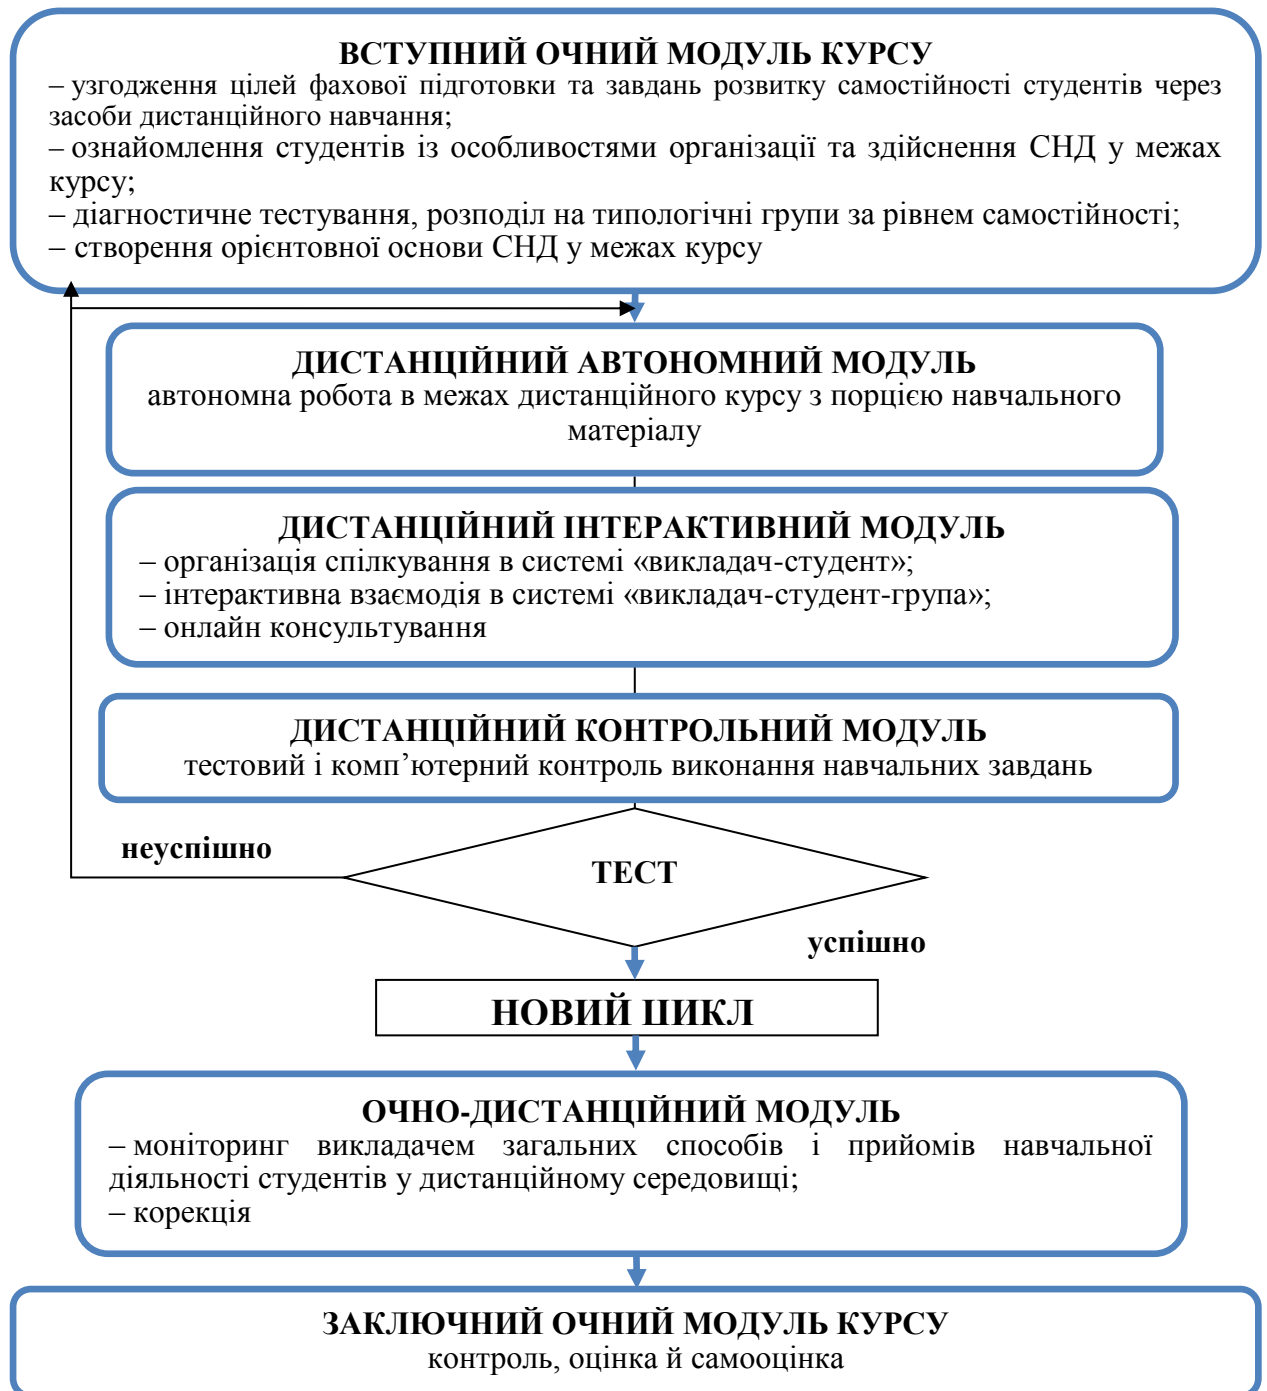 ВСТУПНИЙ ОЧНИЙ МОДУЛЬ КУРСУ
– узгодження цілей фахової підготовки та завдань розвитку самостійності студентів через
засоби дистанційного навчання;
– ознайомлення студентів із особливостями організації та здійснення СНД у межах
курсу;
– діагностичне тестування, розподіл на типологічні групи за рівнем самостійності;
– створення орієнтовної основи СНД у межах курсу
ДИСТАНЦІЙНИЙ АВТОНОМНИЙ МОДУЛЬ
автономна робота в межах дистанційного курсу з порцією навчального
матеріалу
ДИСТАНЦІЙНИЙ ІНТЕРАКТИВНИЙ МОДУЛЬ
– організація спілкування в системі «викладач-студент»;
– інтерактивна взаємодія в системі «викладач-студент-група»;
– онлайн консультування
ДИСТАНЦІЙНИЙ КОНТРОЛЬНИЙ МОДУЛЬ
тестовий і комп’ютерний контроль виконання навчальних завдань
неуспішно
ТЕСТ
успішно
НОВИЙ ЦИКЛ
ОЧНО-ДИСТАНЦІЙНИЙ МОДУЛЬ
– моніторинг викладачем загальних способів і прийомів навчальної
діяльності студентів у дистанційному середовищі;
– корекція
ЗАКЛЮЧНИЙ ОЧНИЙ МОДУЛЬ КУРСУ
контроль, оцінка й самооцінка